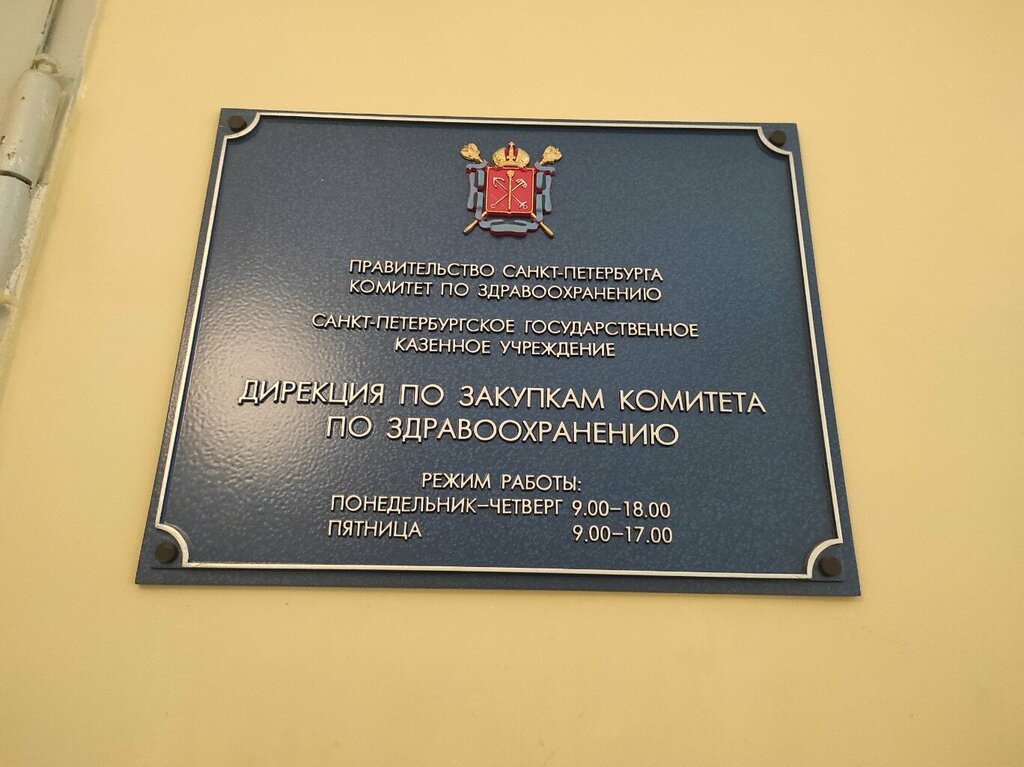 ПРАВИТЕЛЬСТВО САНКТ-ПЕТЕРБУРГА
КОМИТЕТ ПО ЗДРАВООХРАНЕНИЮ
САНКТ-ПЕТЕРБУРГСКОЕ ГОСУДАРСТВЕННОЕ
КАЗЕННОЕ УЧРЕЖДЕНИЕ
ДИРЕКЦИЯ ПО ЗАКУПКАМ КОМИТЕТА
ПО ЗДРАВООХРАНЕНИЮ
РЕЖИМ РАБОТЫ:
ПОНЕДЕЛЬНИК–ЧЕТВЕРГ 9.00–18.00
ПЯТНИЦА 9.00–17.00